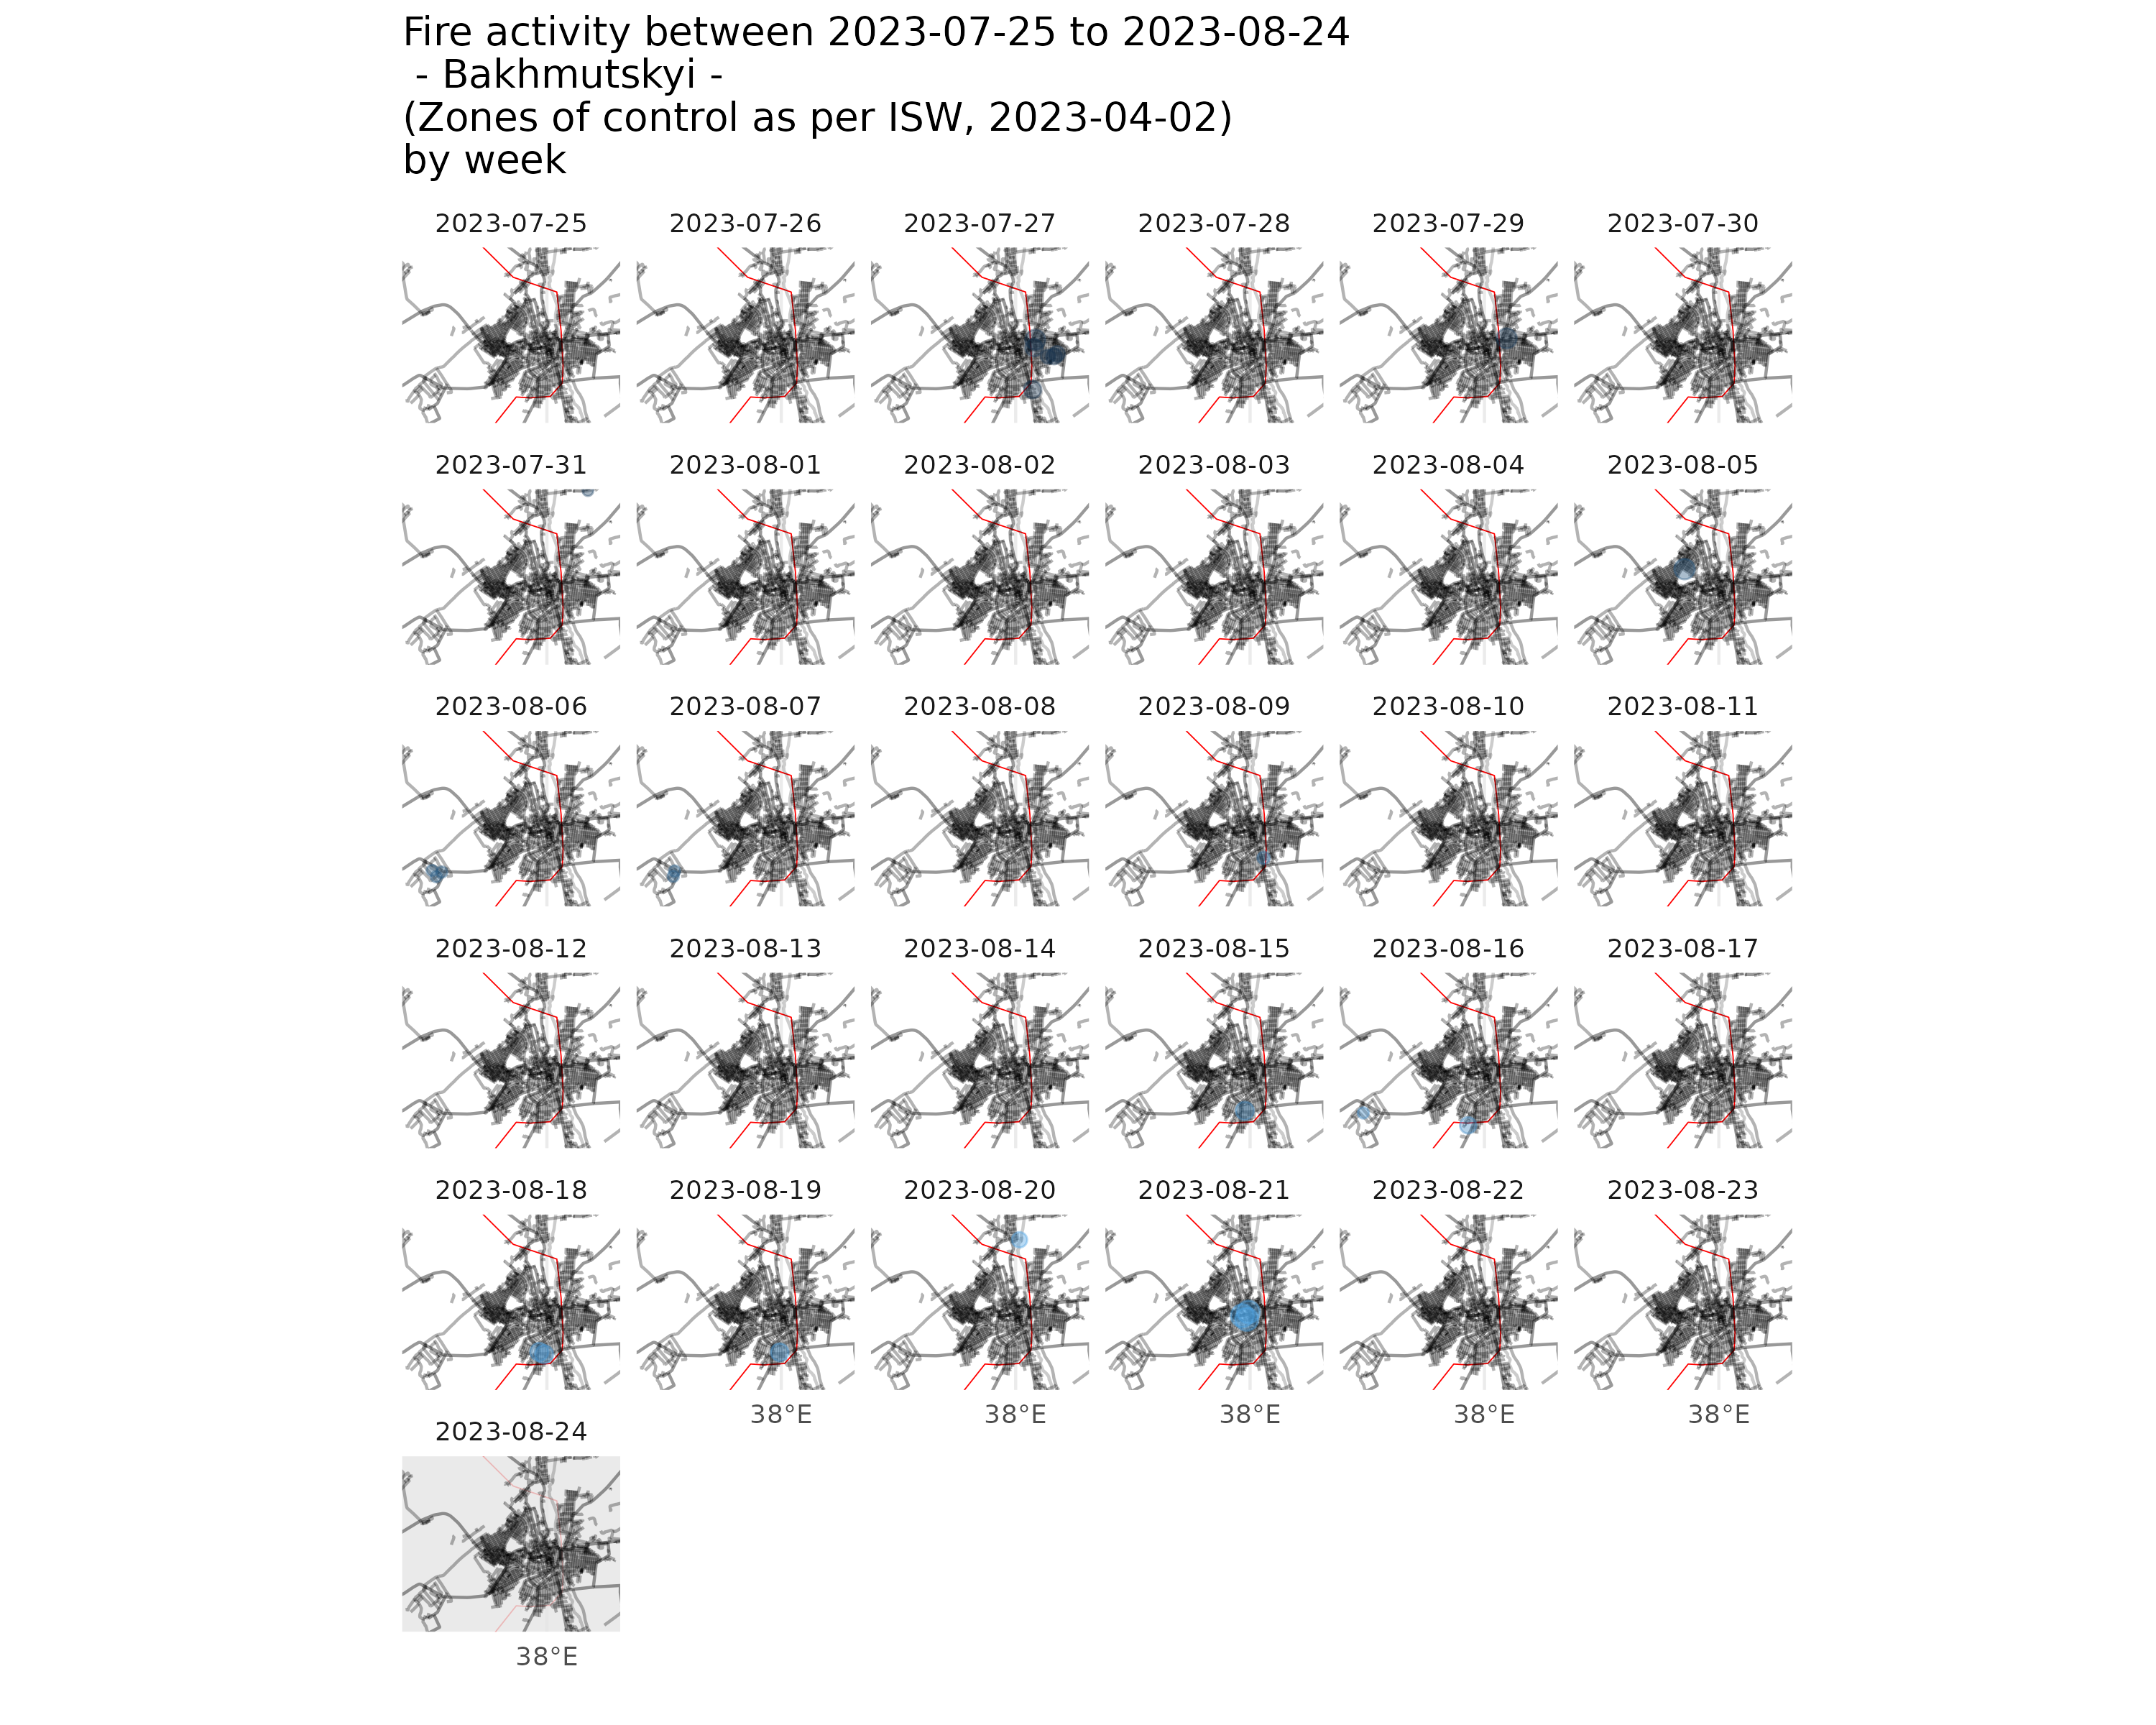 Fire activity between 2023-07-25 to 2023-08-24
- Bakhmutskyi -
(Zones of control as per ISW, 2023-04-02)
by week
2023-07-25 2023-07-26 2023-07-27 2023-07-28 2023-07-29 2023-07-30
2023-07-31 2023-08-01 2023-08-02 2023-08-03 2023-08-04 2023-08-05
2023-08-06 2023-08-07 2023-08-08 2023-08-09 2023-08-10 2023-08-11
2023-08-12 2023-08-13 2023-08-14 2023-08-15 2023-08-16 2023-08-17
2023-08-18 2023-08-19 2023-08-20 2023-08-21 2023-08-22 2023-08-23
38°E 38°E 38°E 38°E 38°E
2023-08-24
38°E